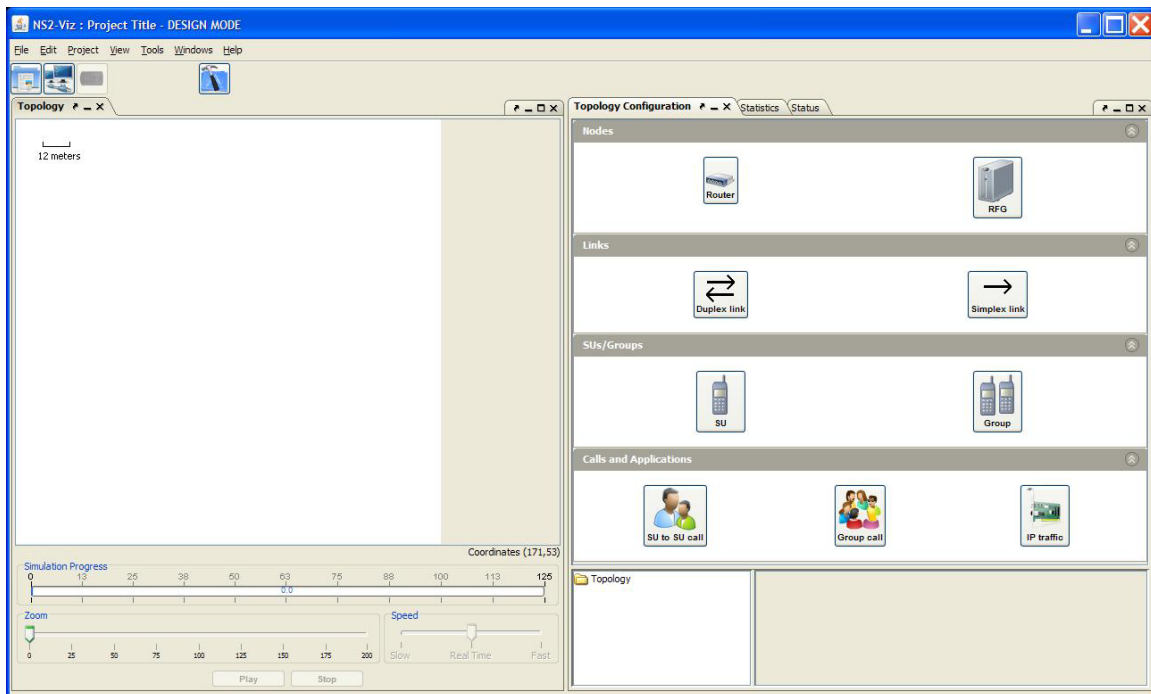 NS2-Viz : Project Title - DESIGN MODE
File Edit Project View Tools Windows Help
Topology
12 meters
Coordinates (171,53)
Simulation Progress
0 13 25 38 50 63 75 88 100 113 125
0.0
Zoom
0 25 50 75 100 125 150 175 200
Speed
Slow Real Time Fast
Play Stop
Topology Configuration Statistics Status
Nodes
Router RFG
Links
Duplex link Simplex link
SUs/Groups
SU Group
Calls and Applications
SU to SU call Group call IP traffic
Topology